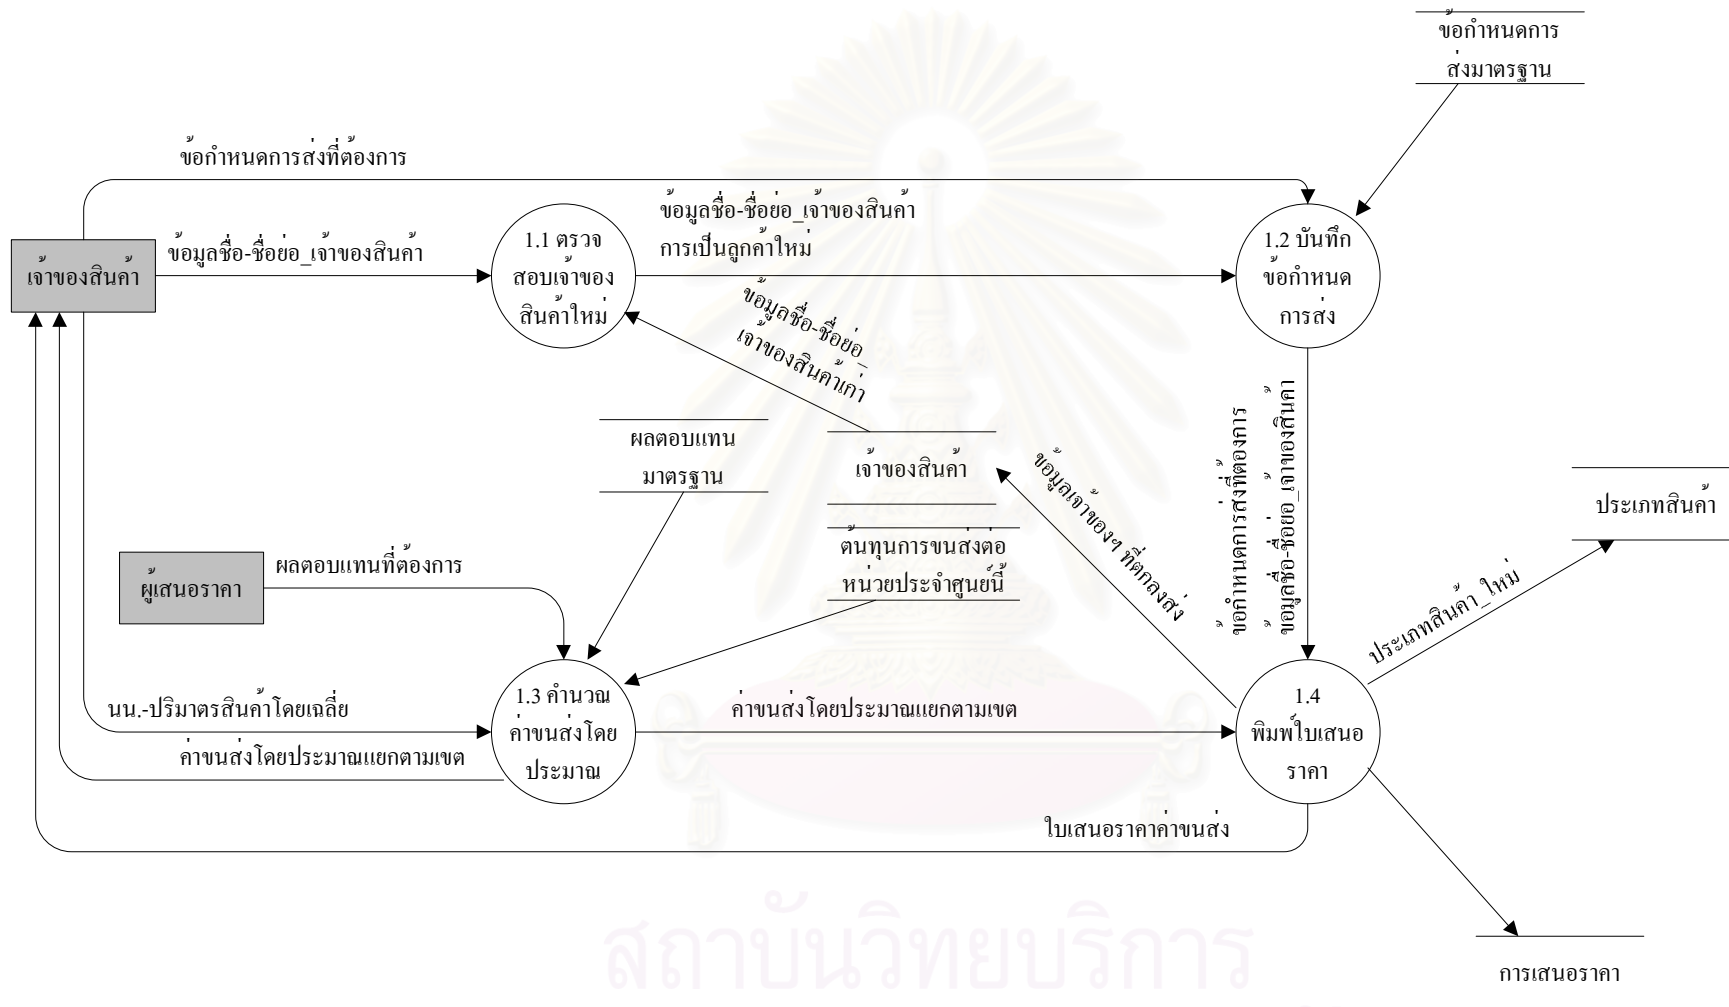 ข้อกำหนดการ
ส่งมาตรฐาน
ข้อกำหนดการส่งที่ต้องการ
ข้อมูลชื่อ-ชื่อย่อ_เจ้าของสินค้า
การเป็นลูกค้าใหม่
เจ้าของสินค้า
ข้อมูลชื่อ-ชื่อย่อ_เจ้าของสินค้า
1.1 ตรวจ
สอบเจ้าของ
สินค้าใหม่
1.2 บันทึก
ข้อกำหนด
การส่ง
ข้อมูลชื่อ-ชื่อย่อ_
เจ้าของสินค้าเก่า
ผลตอบแทน
มาตรฐาน
เจ้าของสินค้า
ข้อมูลเจ้าของฯ ที่ตกลงส่ง
ข้อกำหนดการส่งที่ต้องการ
ข้อมูลชื่อ-ชื่อย่อ_เจ้าของสินค้า
ประเภทสินค้า
ต้นทุนการขนส่งต่อ
หน่วยประจำศูนย์นี้
ผู้เสนอราคา
ผลตอบแทนที่ต้องการ
ประเภทสินค้า_ใหม่
นน.-ปริมาตรสินค้าโดยเฉลี่ย
1.3 คำนวณ
ค่าขนส่งโดย
ประมาณ
ค่าขนส่งโดยประมาณแยกตามเขต
1.4
พิมพ์ใบเสนอ
ราคา
ค่าขนส่งโดยประมาณแยกตามเขต
ใบเสนอราคาค่าขนส่ง
การเสนอราคา
สถาบันวิทยบริการ